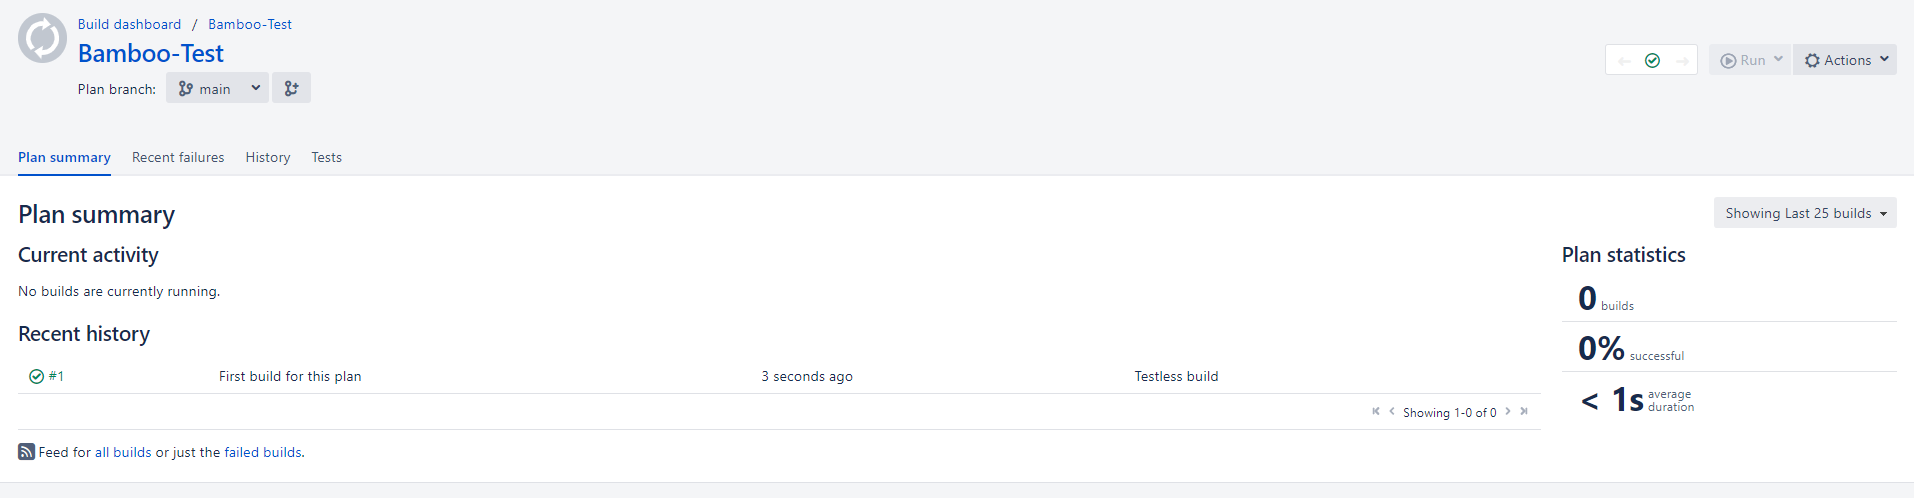 Build dashboard / Bamboo-Test
Bamboo-Test
Plan branch: main
Run Actions
Plan summary Recent failures History Tests
Plan summary
Showing Last 25 builds
Current activity
No builds are currently running.
Recent history
#1 First build for this plan 3 seconds ago Testless build
Showing 1-0 of 0
Feed for all builds or just the failed builds.
Plan statistics
0 builds
0% successful
< 1s average
duration